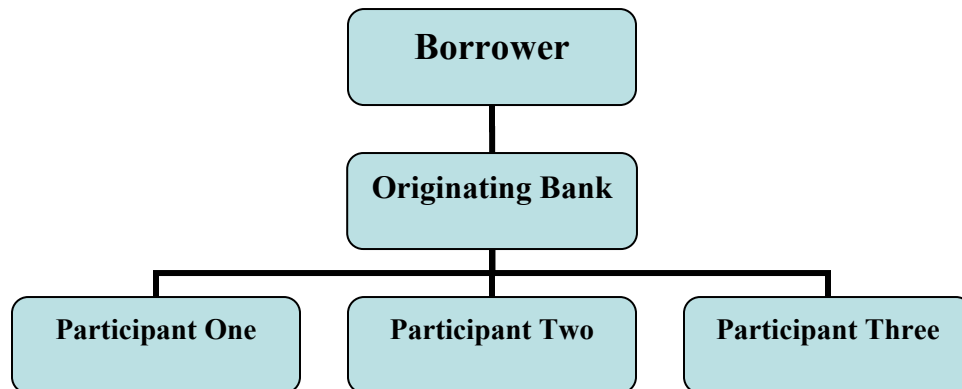 Borrower
Originating Bank
Participant One
Participant Two
Participant Three